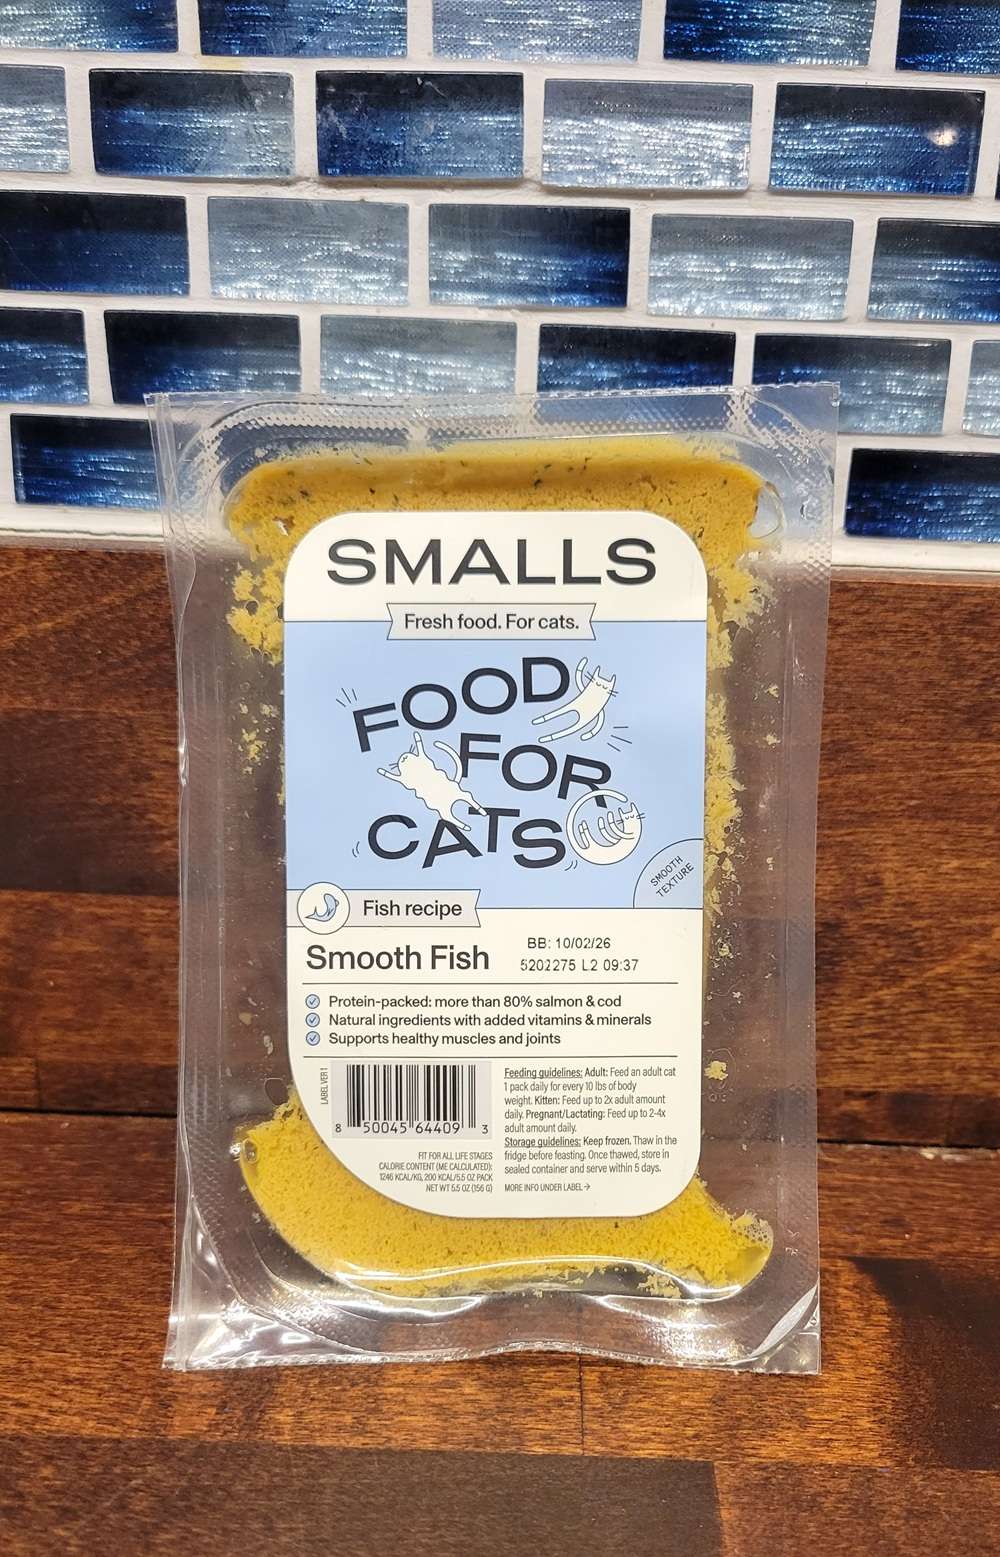 SMALLS
Fresh food. For cats.
FOOD
FOR
CATS
SMOOTH
TEXTURE
Fish recipe
Smooth Fish
BB: 10/02/26
5202275 L2 09:37
Protein-packed: more than 80% salmon & cod
Natural ingredients with added vitamins & minerals
Supports healthy muscles and joints
LABEL VER 1
8 50045 64409 3
FIT FOR ALL LIFE STAGES
CALORIE CONTENT (ME CALCULATED):
1246 KCAL/KG, 200 KCAL/5.5 OZ PACK
NET WT 5.5 OZ (156 G)
Feeding guidelines: Adult: Feed an adult cat
1 pack daily for every 10 lbs of body
weight. Kitten: Feed up to 2x adult amount
daily. Pregnant/Lactating: Feed up to 2-4x
adult amount daily.
Storage guidelines: Keep frozen. Thaw in the
fridge before feasting. Once thawed, store in
sealed container and serve within 5 days.
MORE INFO UNDER LABEL →